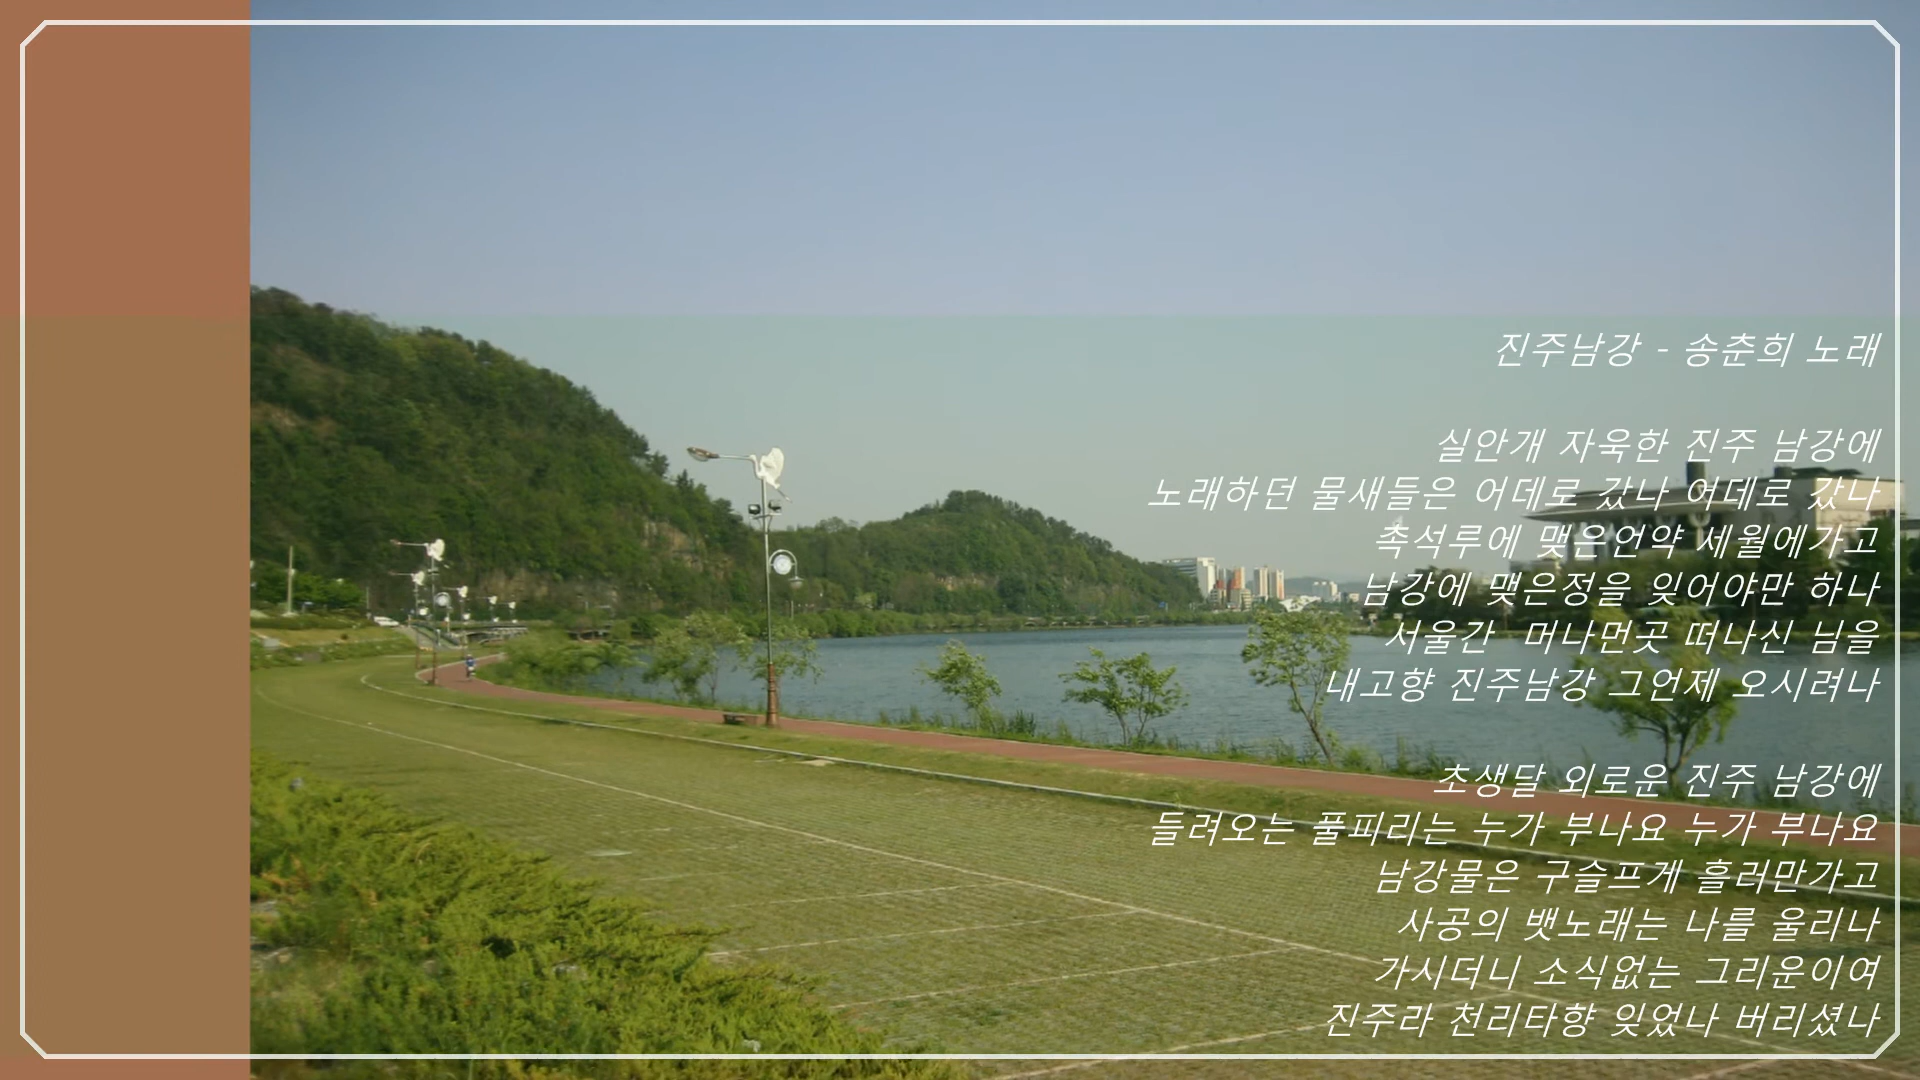 진주남강 - 송춘희 노래
실안개 자욱한 진주 남강에
노래하던 물새들은 어데로 갔나 여데로 갔나
촉석루에 맺은언약 세월에가고
남강에 맺은정을 잊어야만 하나
서울간 머나먼곳 떠나신 님을
내고향 진주남강 그언제 오시려나
초생달 외로운 진주 남강에
들려오는 풀피리는 누가 부나요 누가 부나요
남강물은 구슬프게 흘러만가고
사공의 뱃노래는 나를 울리나
가시더니 소식없는 그리운이여
진주라 천리타향 잊었나 버리셨나